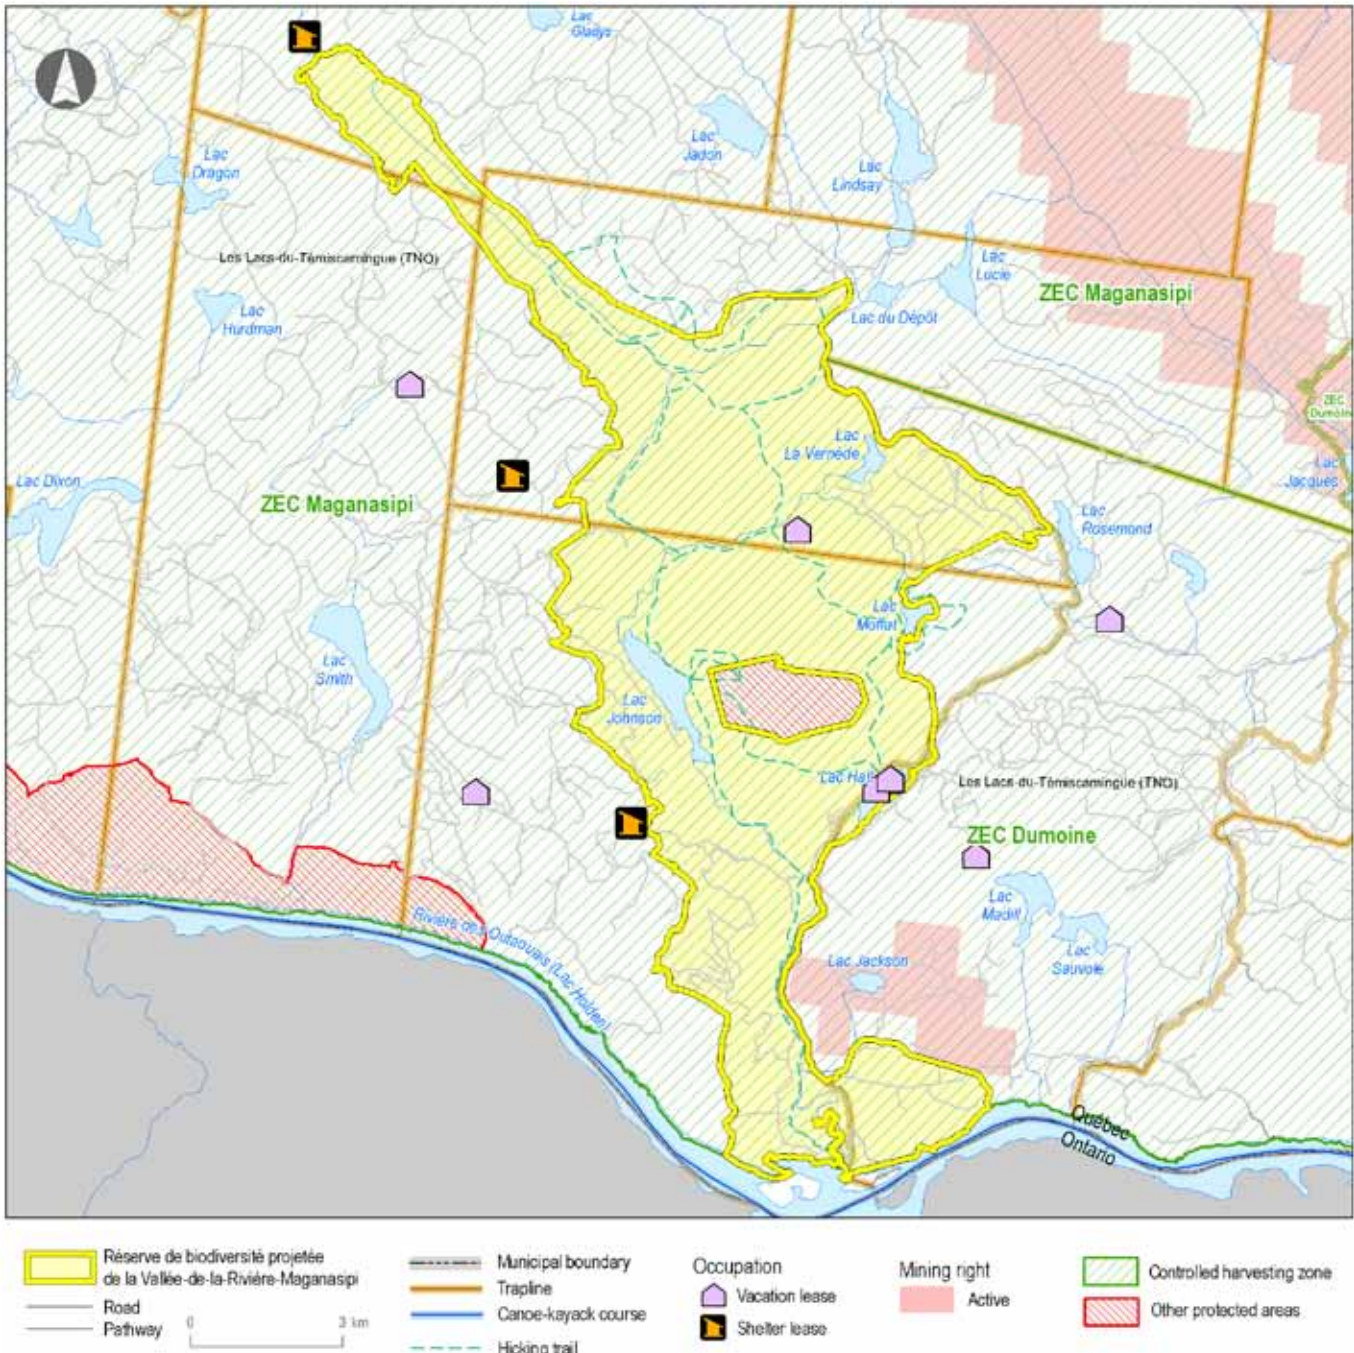 Lac
Gladys
Lac
Jadon
Lac
Dragon
Lac
Lindsay
Les Lacs-du-Témiscamingue (TNO)
Lac
Lucie
ZEC Maganasipi
Lac
Hurdman
Lac du Dépôt
ZEC
Dumoine
Lac
La Vernède
Lac
Jacques
Lac Dixon
ZEC Maganasipi
Lac
Rosemond
Lac
Moffat
Lac
Smith
Lac
Johnson
Lac
Les Lacs-du-Témiscamingue (TNO)
ZEC Dumoine
Lac
Madill
Rivière des Outaouais (Lac Holden)
Lac
Sauvole
Lac Jackson
Québec
Ontario
Réserve de biodiversité projetée
de la Vallée-de-la-Rivière-Maganasipi
Road
Pathway
0 3 km
Municipal boundary
Trapline
Canoe-kayack course
Hicking trail
Occupation
Vacation lease
Shelter lease
Mining right
Active
Controlled harvesting zone
Other protected areas